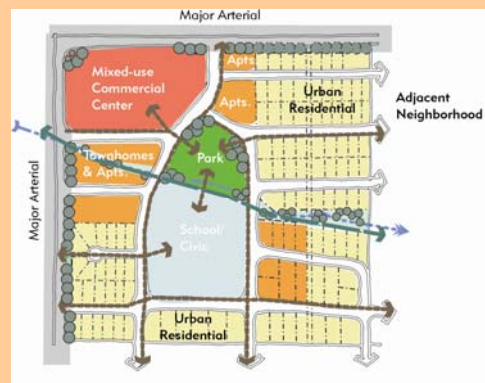 Major Arterial
Mixed-use
Commercial
Center
Apts.
Apts.
Urban
Residential
Adjacent
Neighborhood
Townhomes
& Apts.
Park
Major Arterial
School/
Civic
Urban
Residential